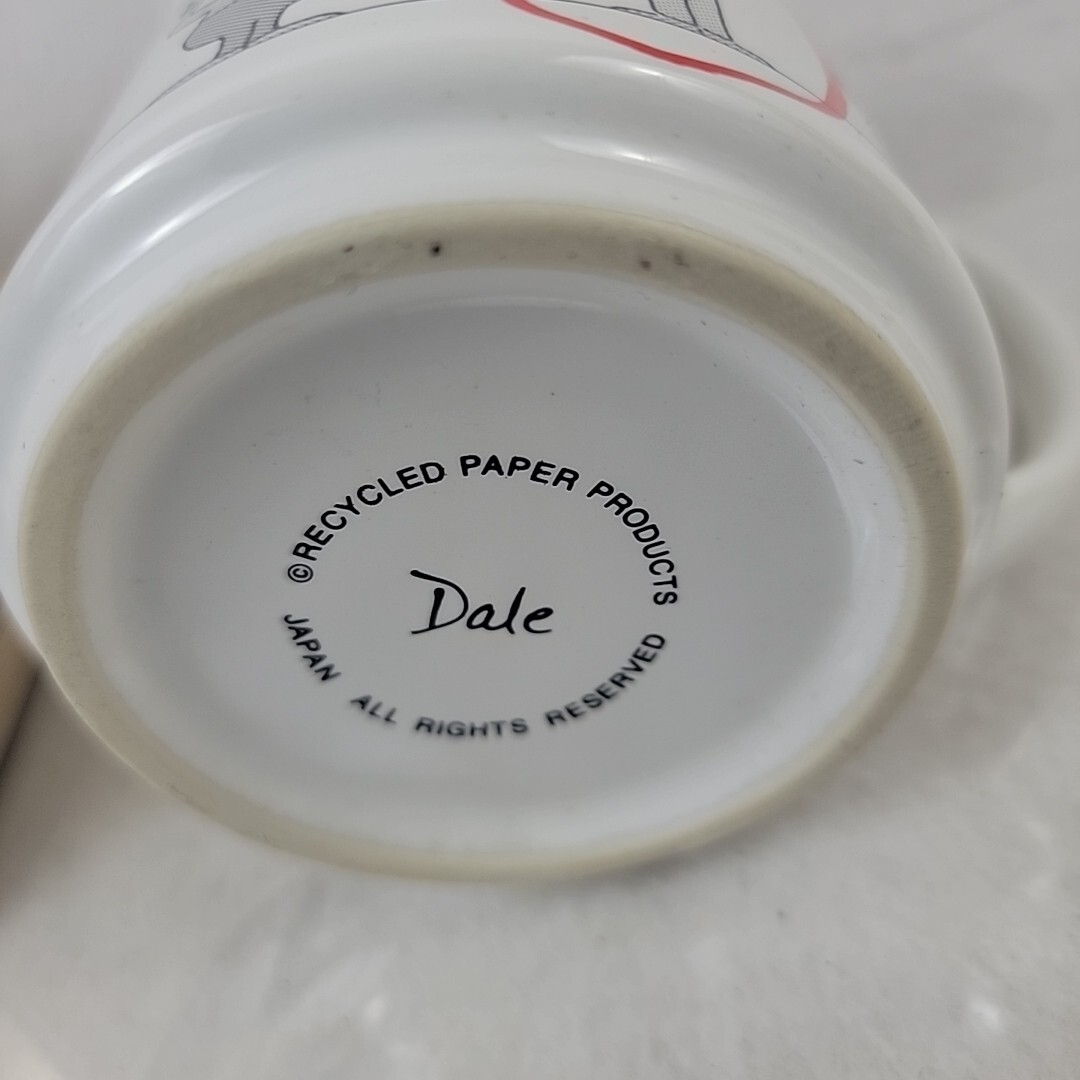 ©RECYCLED PAPER PRODUCTS
Dale
JAPAN ALL RIGHTS RESERVED